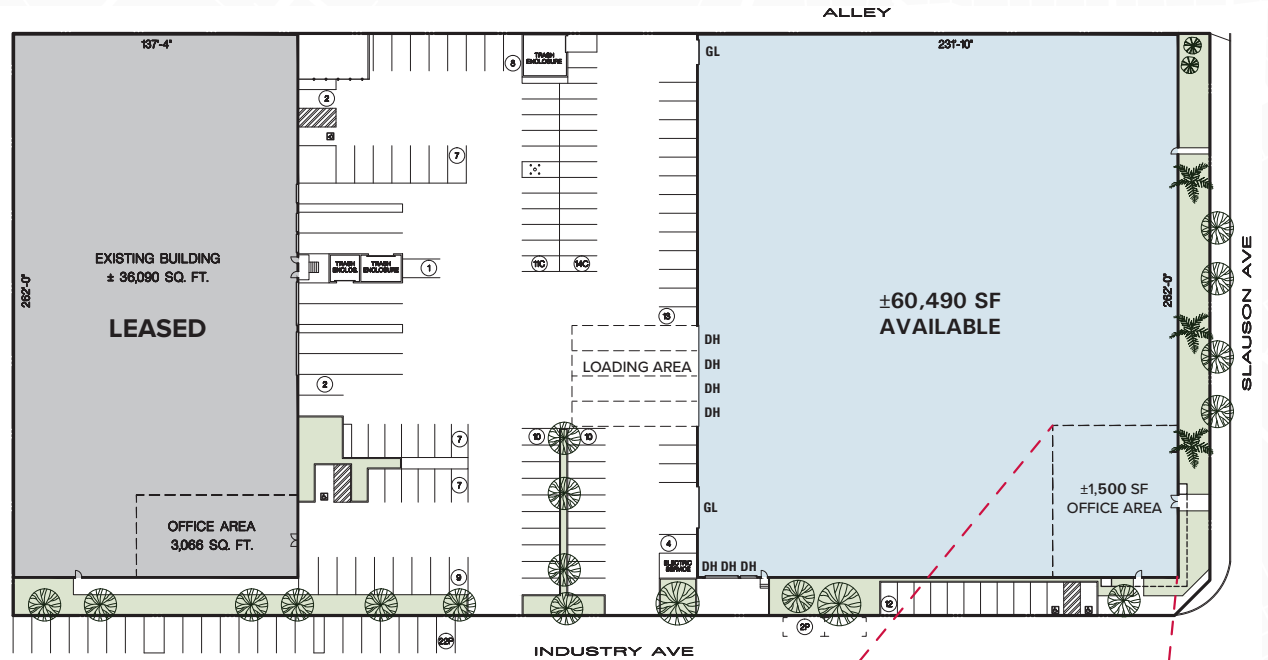 ALLEY
137'-4"
231'-10"
GL
8
TRASH
ENCLOSURE
2
7
EXISTING BUILDING
± 36,090 SQ. FT.
LEASED
262'-0"
TRASH
ENCLOS.
TRASH
ENCLOSURE
1
11C
14C
±60,490 SF
AVAILABLE
262'-0"
SLAUSON AVE
13
DH
LOADING AREA
DH
DH
DH
2
7
10
10
7
±1,500 SF
OFFICE AREA
OFFICE AREA
3,066 SQ. FT.
GL
4
ELECTRIC
SERVICE
DH DH DH
9
12
22P
2P
INDUSTRY AVE